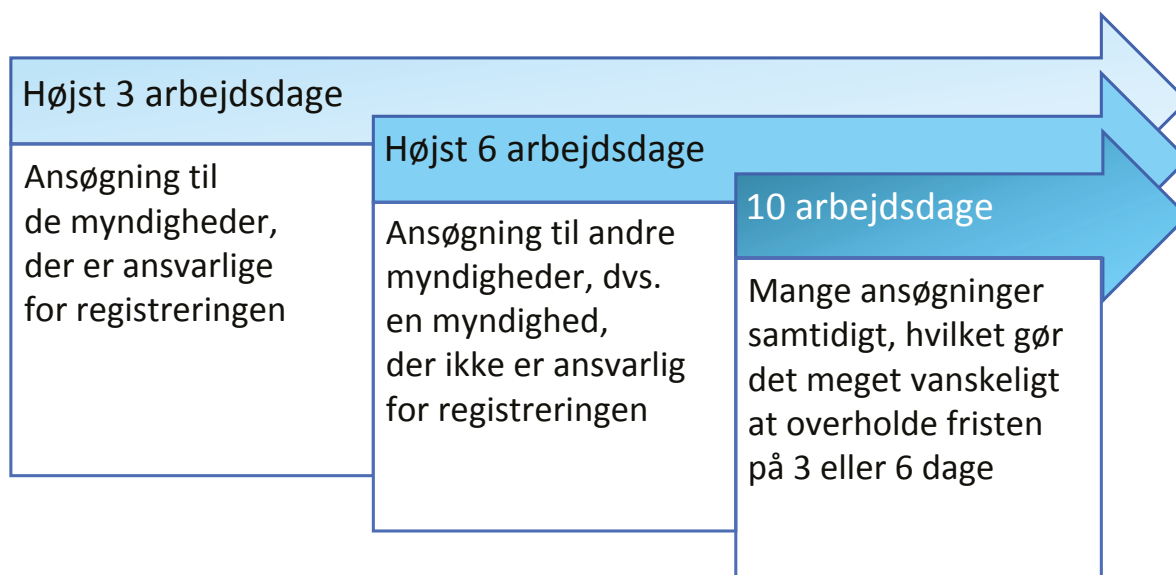 Højst 3 arbejdsdage
Ansøgning til
de myndigheder,
der er ansvarlige
for registreringen
Højst 6 arbejdsdage
Ansøgning til andre
myndigheder, dvs.
en myndighed,
der ikke er ansvarlig
for registreringen
10 arbejdsdage
Mange ansøgninger
samtidigt, hvilket gør
det meget vanskeligt
at overholde fristen
på 3 eller 6 dage